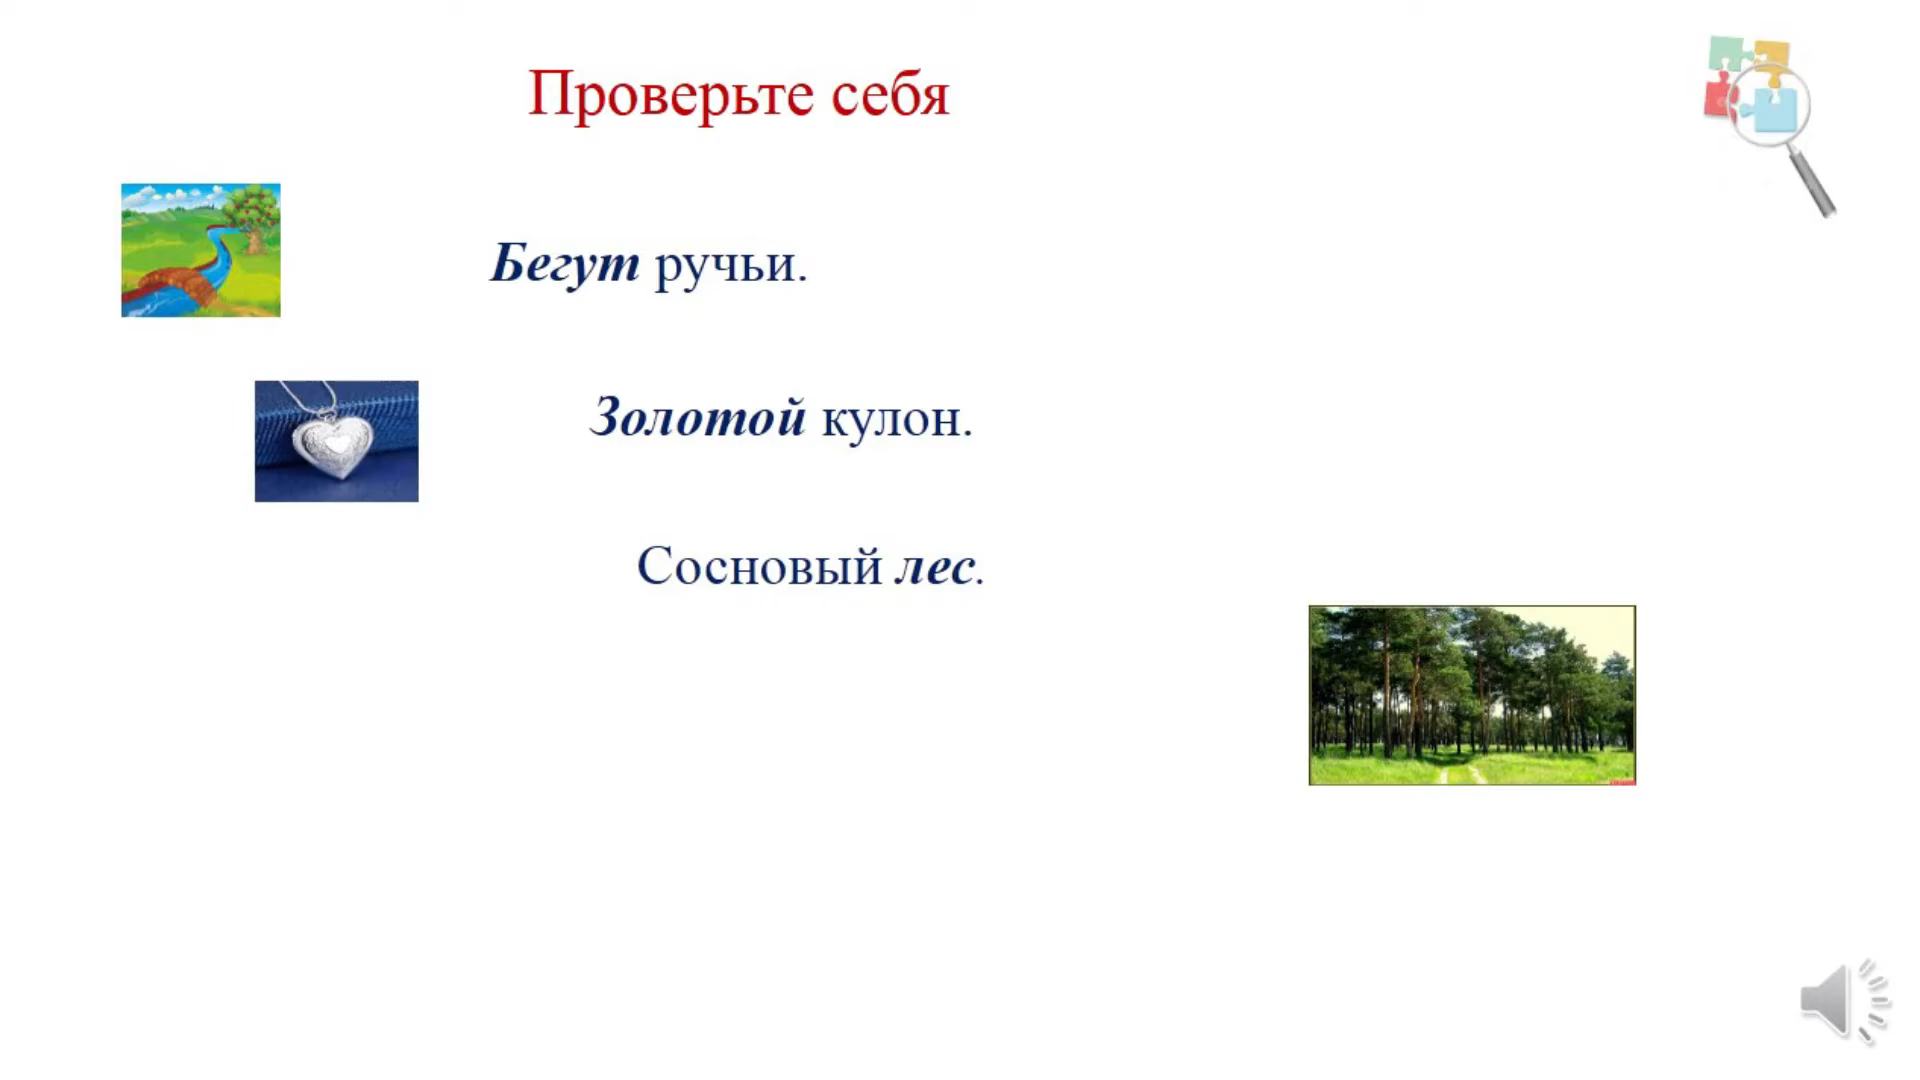 Проверьте себя
Бегут ручьи.
Золотой кулон.
Сосновый лес.